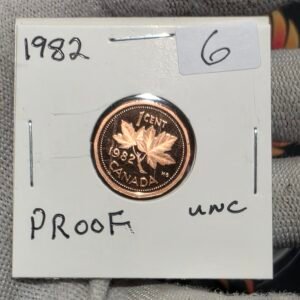 1982
6
1 CENT
1982
CANADA
PROOF
UNC